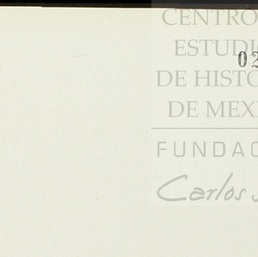 CENTRO
ESTUDI
02
DE HISTO
DE MEX
FUNDAC
Carlos S